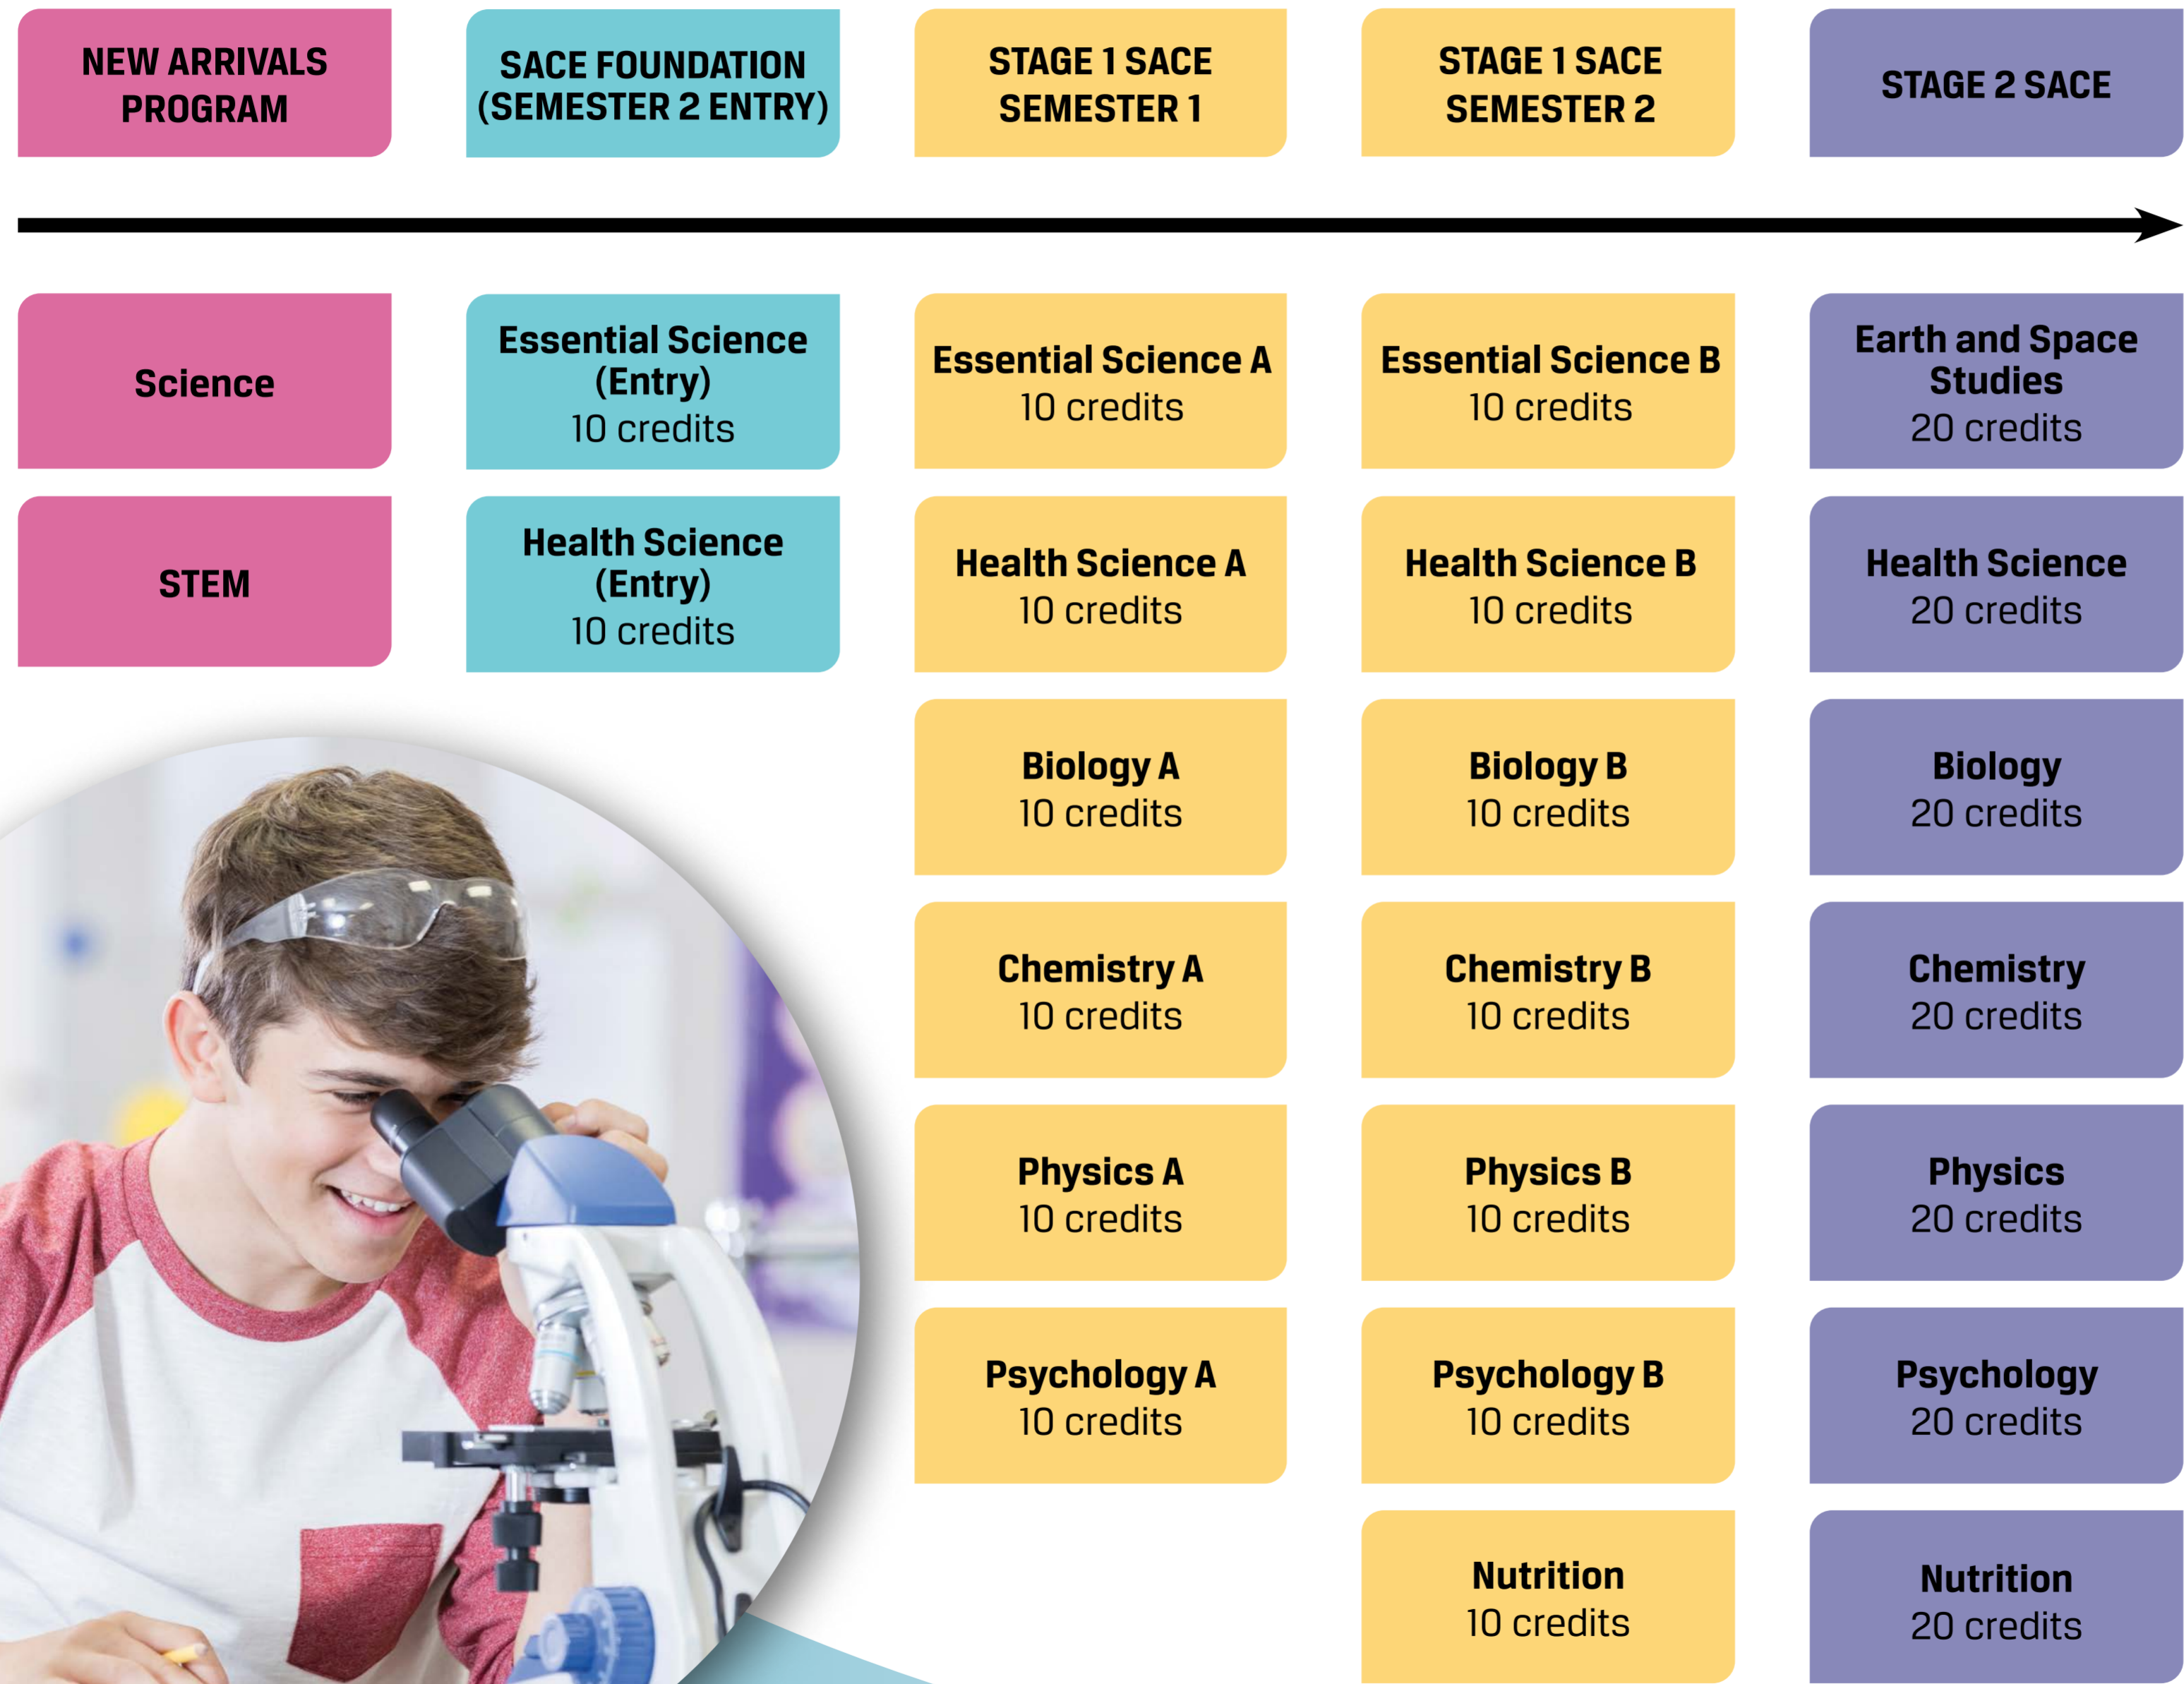 NEW ARRIVALS
PROGRAM
SACE FOUNDATION
(SEMESTER 2 ENTRY)
STAGE 1 SACE
SEMESTER 1
STAGE 1 SACE
SEMESTER 2
STAGE 2 SACE
Science
Essential Science
(Entry)
10 credits
Essential Science A
10 credits
Essential Science B
10 credits
Earth and Space
Studies
20 credits
STEM
Health Science
(Entry)
10 credits
Health Science A
10 credits
Health Science B
10 credits
Health Science
20 credits
Biology A
10 credits
Biology B
10 credits
Biology
20 credits
Chemistry A
10 credits
Chemistry B
10 credits
Chemistry
20 credits
Physics A
10 credits
Physics B
10 credits
Physics
20 credits
Psychology A
10 credits
Psychology B
10 credits
Psychology
20 credits
Nutrition
10 credits
Nutrition
20 credits